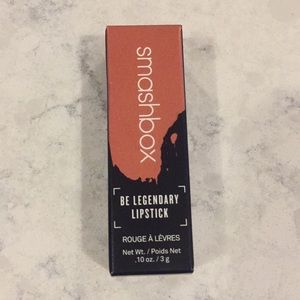 smashbox
BE LEGENDARY
LIPSTICK
ROUGE À LÈVRES
Net Wt. / Poids Net
.10 oz. / 3 g